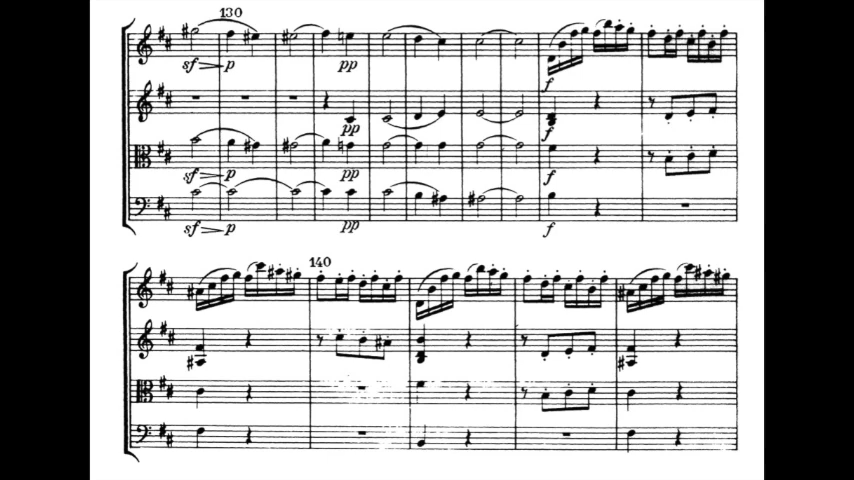 130
sf p pp
pp f
f
sf p pp f
sf p pp f
140